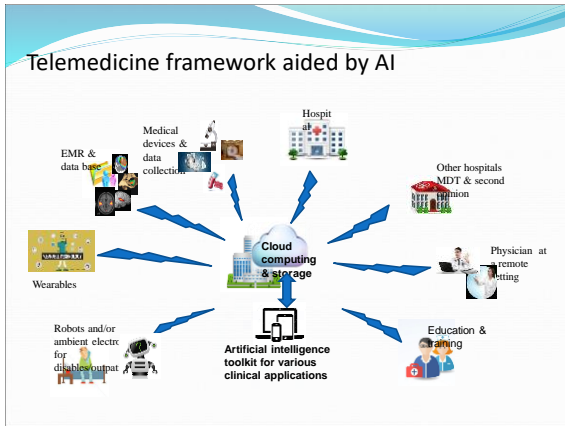 Telemedicine framework aided by AI
Hospit
al
Medical
devices &
data
collection
EMR &
data base
Other hospitals
MDT & second
opinion
Cloud
computing
& storage
Physician at
a remote
setting
Wearables
Robots and/or
ambient electro
for
disables/outpat
Artificial intelligence
toolkit for various
clinical applications
Education &
training